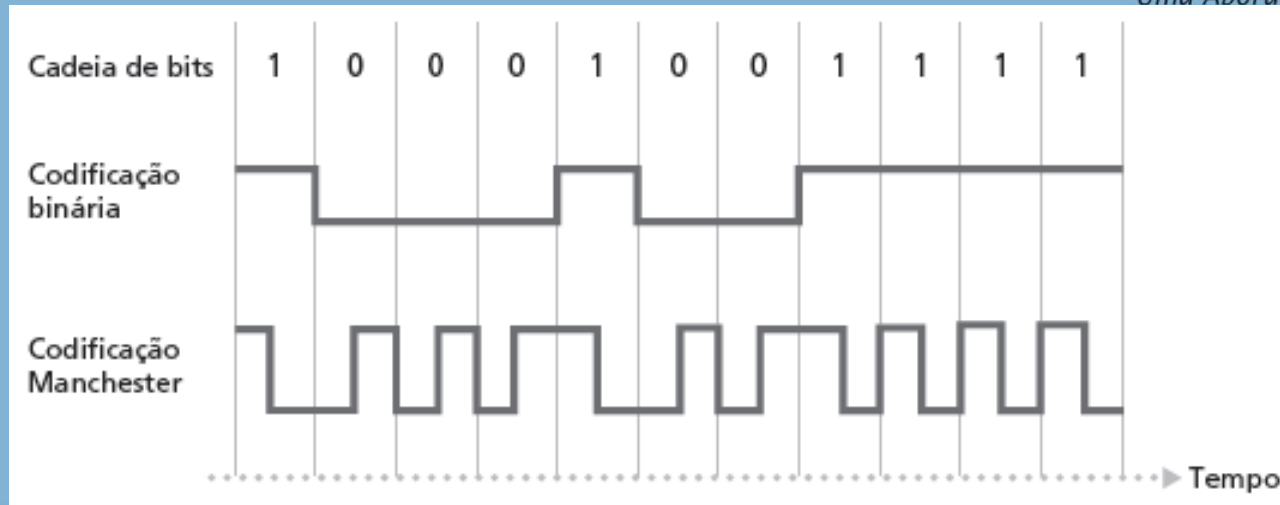 Cadeia de bits 1 0 0 0 1 0 0 1 1 1 1
Codificação
binária
Codificação
Manchester
Tempo